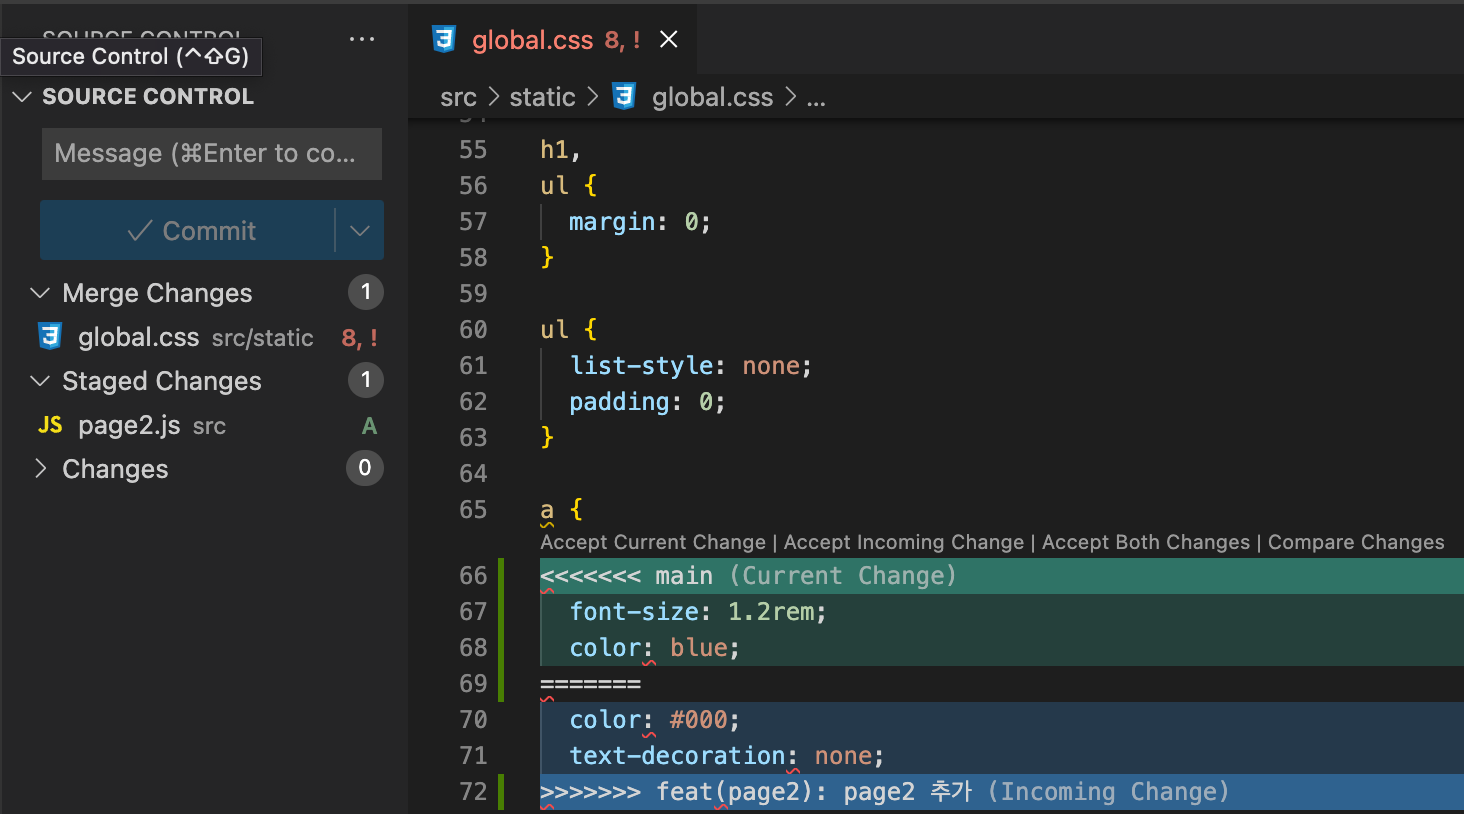 SOURCE CONTROL
Source Control (^⇧G)
SOURCE CONTROL
Message (⌘Enter to co...
Commit
Merge Changes 1
global.css src/static 8, !
Staged Changes 1
JS page2.js src A
Changes 0
global.css 8, !
src > static > global.css > ...
54
55 h1,
56 ul {
57 margin: 0;
58 }
59
60 ul {
61 list-style: none;
62 padding: 0;
63 }
64
65 a {
Accept Current Change | Accept Incoming Change | Accept Both Changes | Compare Changes
66 <<<<<<< main (Current Change)
67 font-size: 1.2rem;
68 color: blue;
69 =======
70 color: #000;
71 text-decoration: none;
72 >>>>>>> feat(page2): page2 추가 (Incoming Change)